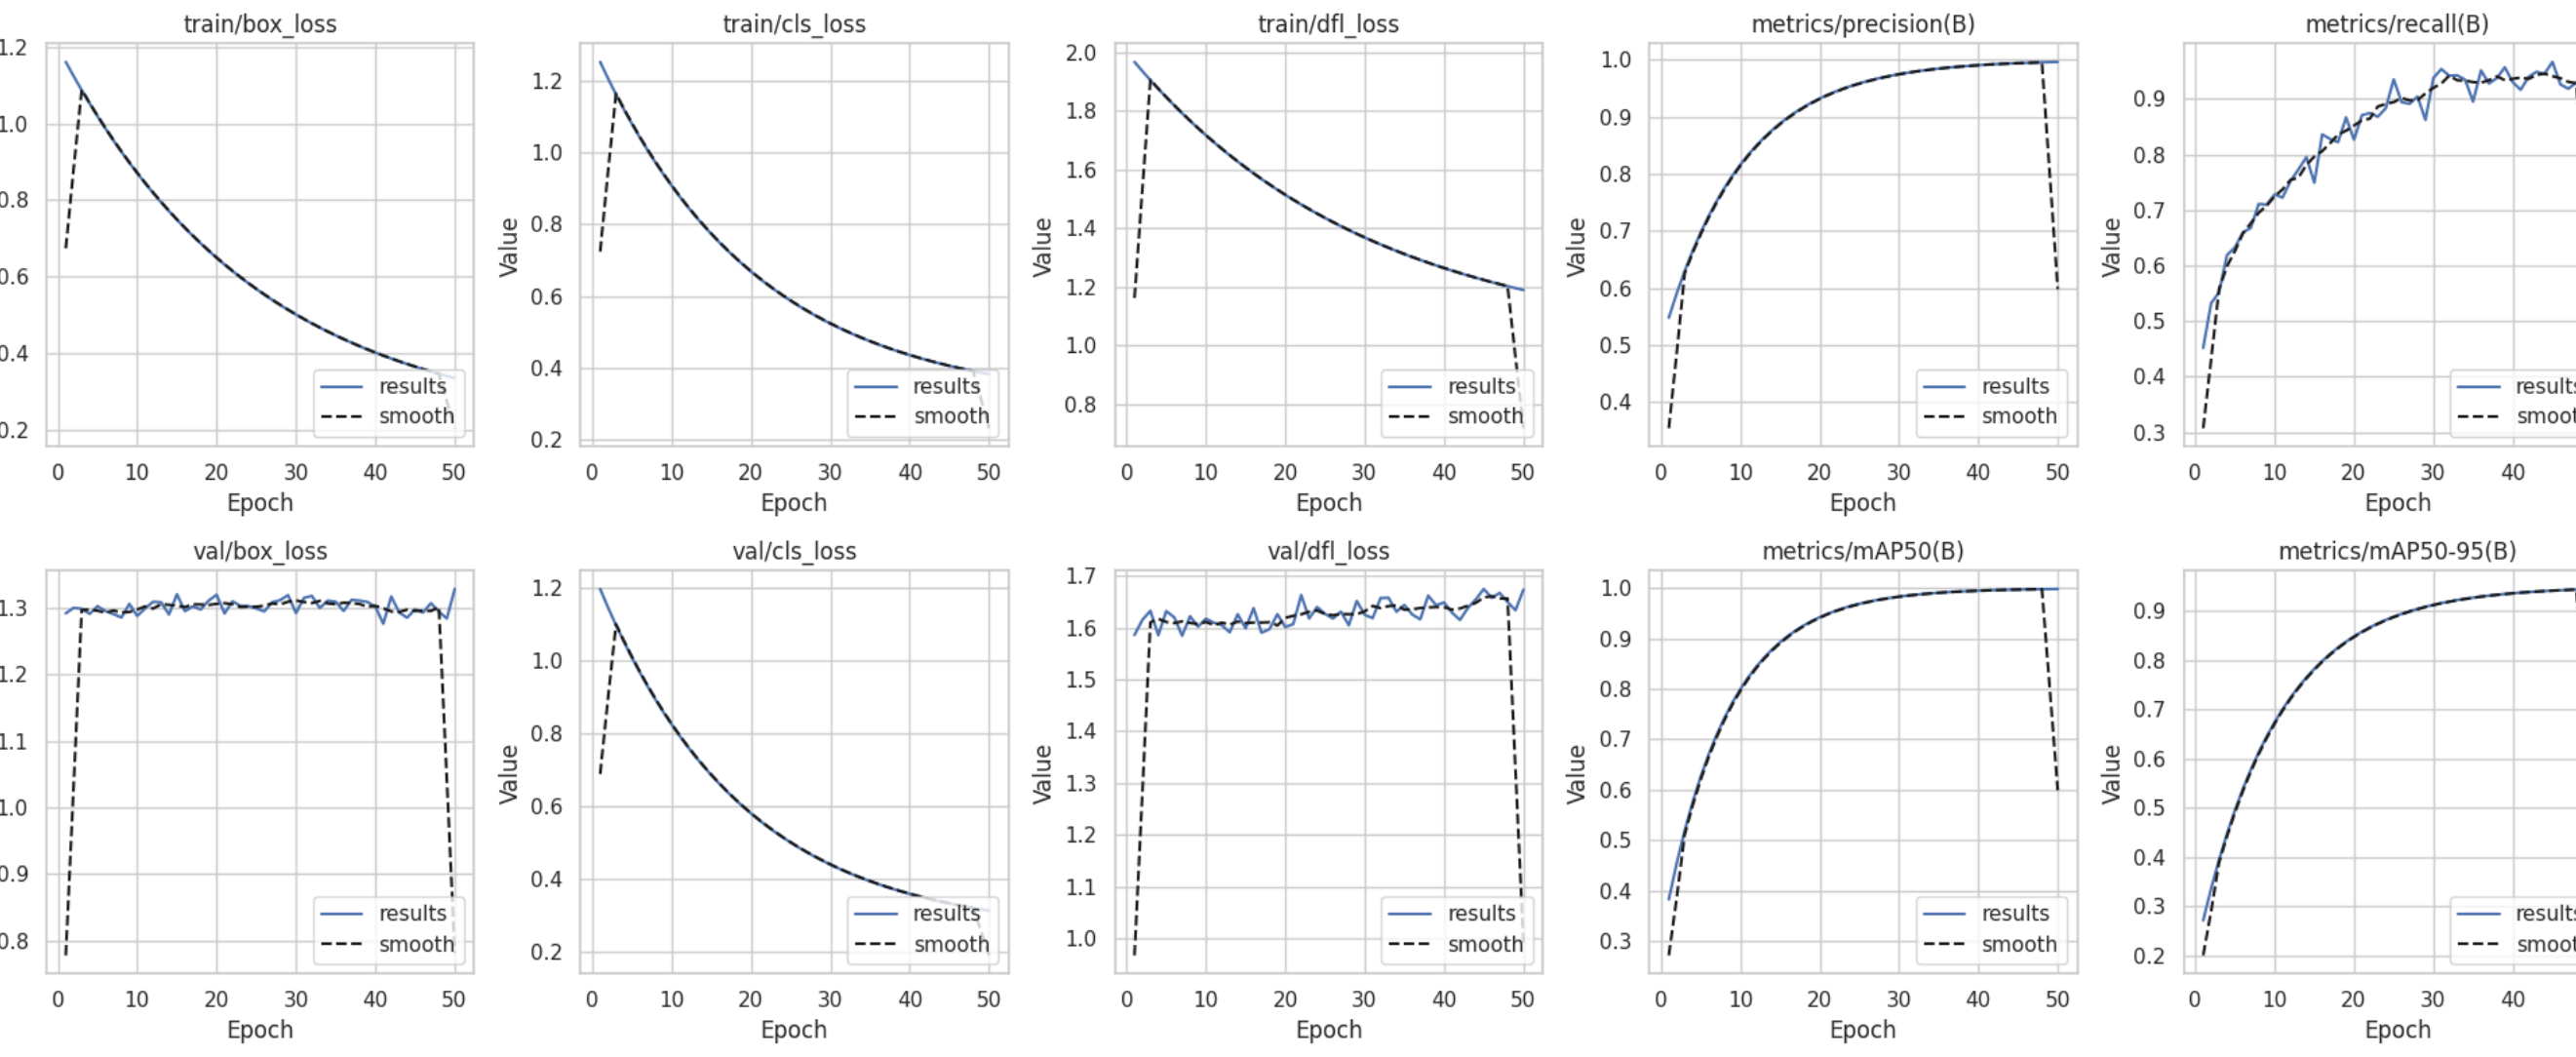 train/box_loss
1.2
1.0
0.8
0.6
0.4
0.2
results
smooth
0 10 20 30 40 50
Epoch
train/cls_loss
Value
1.2
1.0
0.8
0.6
0.4
0.2
results
smooth
0 10 20 30 40 50
Epoch
train/dfl_loss
Value
2.0
1.8
1.6
1.4
1.2
1.0
0.8
results
smooth
0 10 20 30 40 50
Epoch
metrics/precision(B)
Value
1.0
0.9
0.8
0.7
0.6
0.5
0.4
results
smooth
0 10 20 30 40 50
Epoch
metrics/recall(B)
Value
0.9
0.8
0.7
0.6
0.5
0.4
0.3
results
smoot
0 10 20 30 40
Epoch
val/box_loss
1.3
1.2
1.1
1.0
0.9
0.8
results
smooth
0 10 20 30 40 50
Epoch
val/cls_loss
Value
1.2
1.0
0.8
0.6
0.4
0.2
results
smooth
0 10 20 30 40 50
Epoch
val/dfl_loss
Value
1.7
1.6
1.5
1.4
1.3
1.2
1.1
1.0
results
smooth
0 10 20 30 40 50
Epoch
metrics/mAP50(B)
Value
1.0
0.9
0.8
0.7
0.6
0.5
0.4
0.3
results
smooth
0 10 20 30 40 50
Epoch
metrics/mAP50-95(B)
Value
0.9
0.8
0.7
0.6
0.5
0.4
0.3
0.2
results
smoot
0 10 20 30 40
Epoch